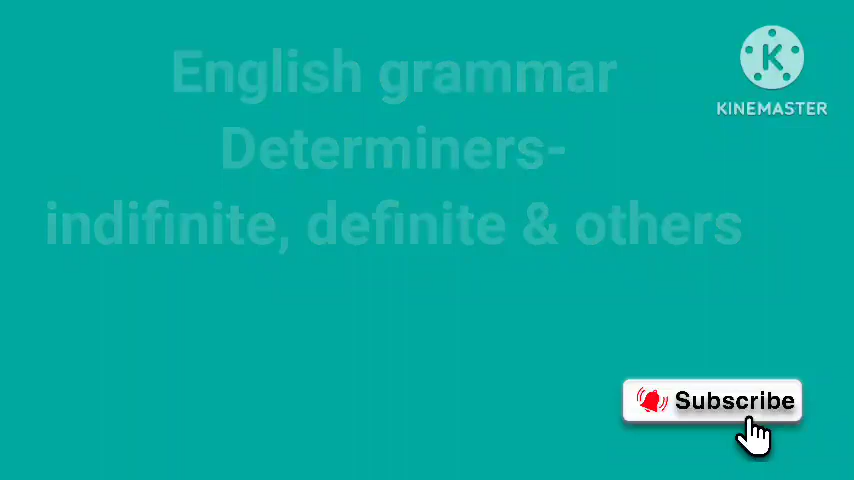 English grammar
Determiners-
indifinite, definite & others
KINEMASTER
Subscribe